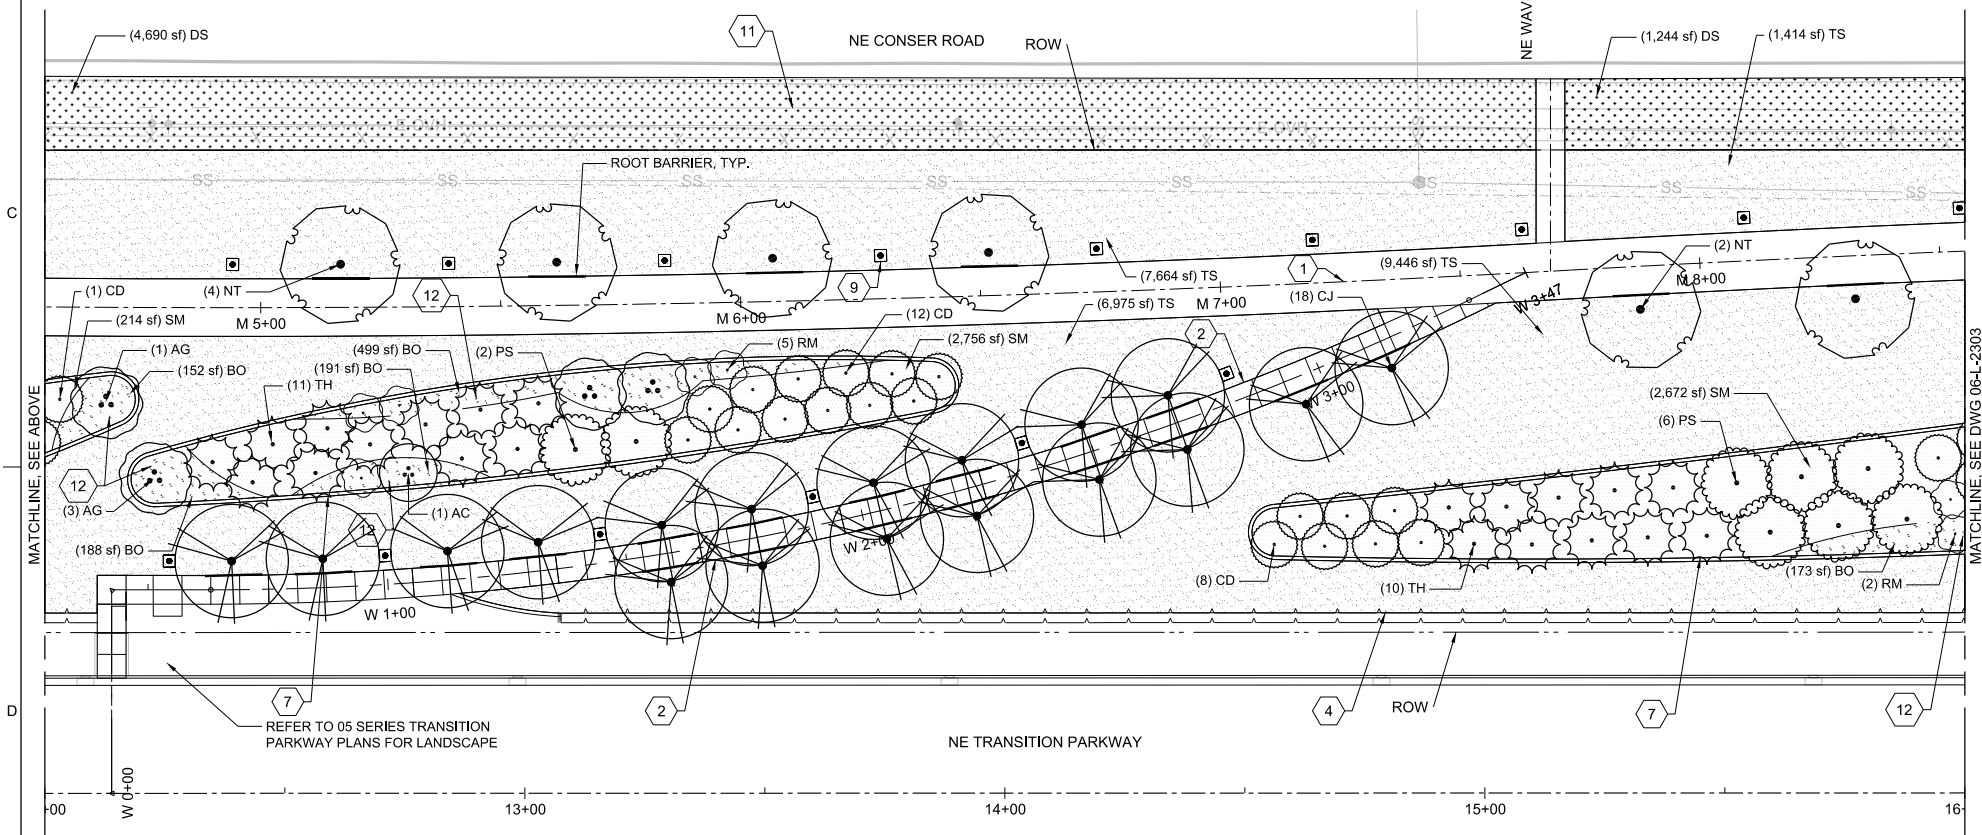 (4,690 sf) DS
11
NE CONSER ROAD
ROW
NE WAV
(1,244 sf) DS
(1,414 sf) TS
E-OVH
E-OVH
SS
ROOT BARRIER, TYP.
SS
SS
SS
SS
SS
SS
SS
SS
C
(1) CD
(4) NT
12
9
(7,664 sf) TS
1
(9,446 sf) TS
(2) NT
M 5+00
M 6+00
M 7+00
M 8+00
(214 sf) SM
(6,975 sf) TS
(18) CJ
W 3+47
(12) CD
(1) AG
(499 sf) BO
(2) PS
(5) RM
(2,756 sf) SM
2
(152 sf) BO
(191 sf) BO
(11) TH
W 3+00
(2,672 sf) SM
(6) PS
MATCHLINE, SEE ABOVE
MATCHLINE, SEE DWG 06-L-2303
12
(3) AG
(1) AC
12
(188 sf) BO
W 2+00
(8) CD
(10) TH
(173 sf) BO
(2) RM
W 1+00
D
7
2
4
ROW
7
12
REFER TO 05 SERIES TRANSITION
PARKWAY PLANS FOR LANDSCAPE
NE TRANSITION PARKWAY
W 0+00
+00
13+00
14+00
15+00
16+